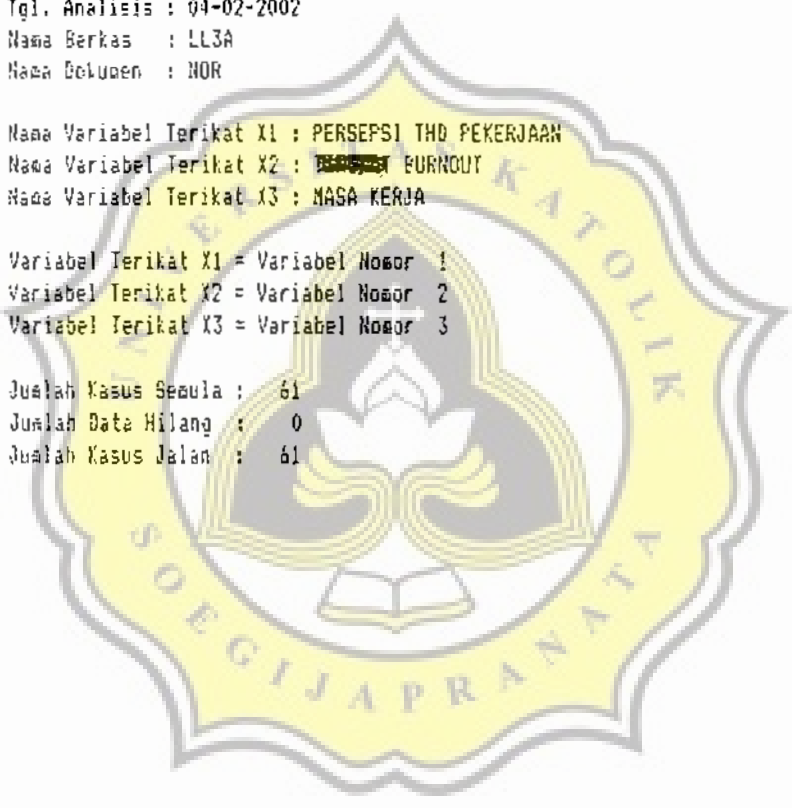 Tgl. Analisis : 04-02-2002
Nama Berkas : LL3A
Nama Dokumen : NOR
Nama Variabel Terikat X1 : PERSEPSI THD PEKERJAAN
Nama Variabel Terikat X2 : BURNOUT
Nama Variabel Terikat X3 : MASA KERJA
Variabel Terikat X1 = Variabel Nomor 1
Variabel Terikat X2 = Variabel Nomor 2
Variabel Terikat X3 = Variabel Nomor 3
Jumlah Kasus Semula : 61
Jumlah Data Hilang : 0
Jumlah Kasus Jalan : 61
UNIVERSITAS KATOLIK
SOEGIJAPRANATA